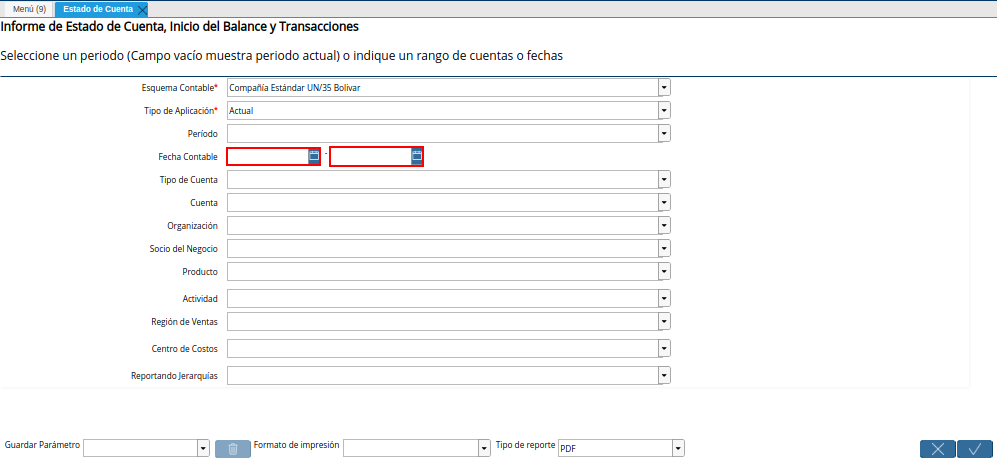 Menú (9) Estado de Cuenta
Informe de Estado de Cuenta, Inicio del Balance y Transacciones
Seleccione un periodo (Campo vacío muestra periodo actual) o indique un rango de cuentas o fechas
Esquema Contable* Compañía Estándar UN/35 Bolivar
Tipo de Aplicación* Actual
Período
Fecha Contable -
Tipo de Cuenta
Cuenta
Organización
Socio del Negocio
Producto
Actividad
Región de Ventas
Centro de Costos
Reportando Jerarquías
Guardar Parámetro Formato de impresión Tipo de reporte PDF